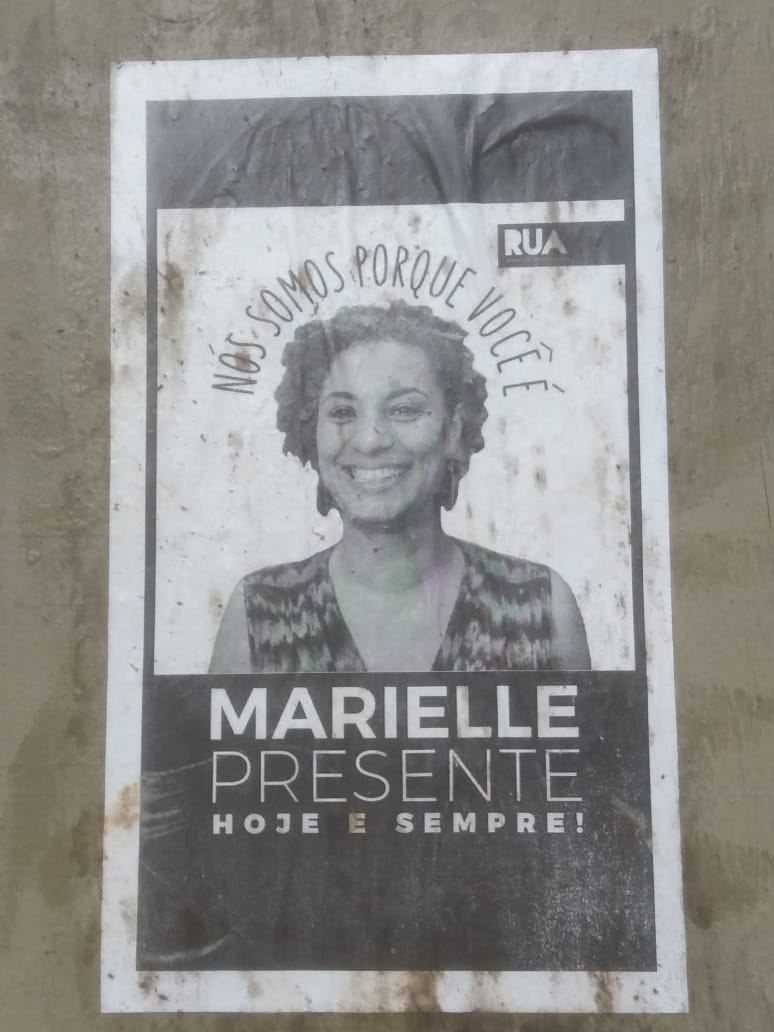 RUA
NÓS SOMOS PORQUE VOCÊ É
MARIELLE
PRESENTE
HOJE E SEMPRE!